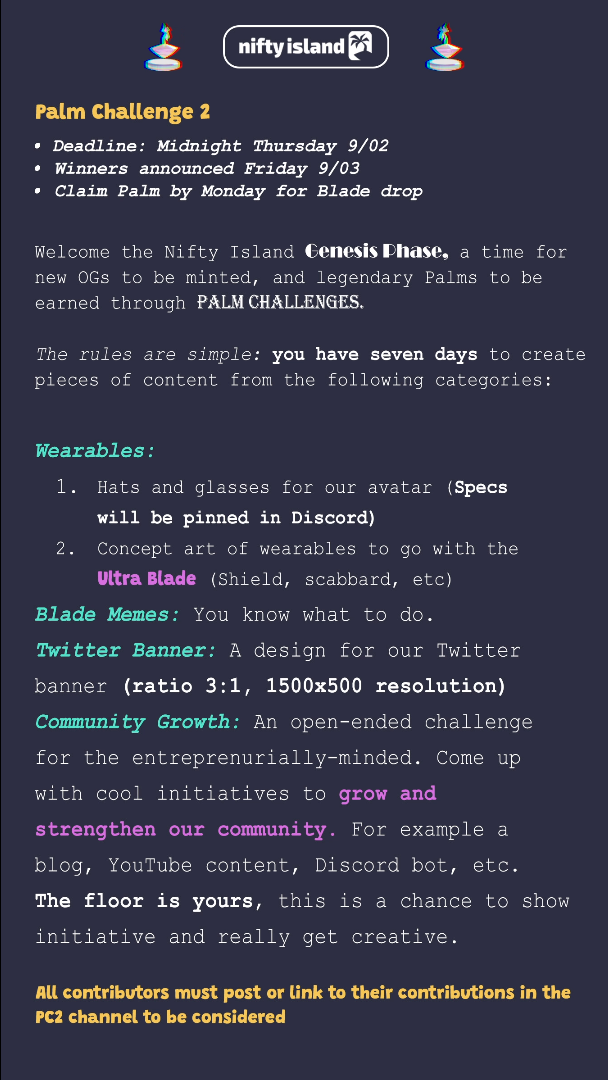 nifty island
Palm Challenge 2
• Deadline: Midnight Thursday 9/02
• Winners announced Friday 9/03
• Claim Palm by Monday for Blade drop
Welcome the Nifty Island Genesis Phase, a time for
new OGs to be minted, and legendary Palms to be
earned through PALM CHALLENGES.
The rules are simple: you have seven days to create
pieces of content from the following categories:
Wearables:
1. Hats and glasses for our avatar (Specs
will be pinned in Discord)
2. Concept art of wearables to go with the
Ultra Blade (Shield, scabbard, etc)
Blade Memes: You know what to do.
Twitter Banner: A design for our Twitter
banner (ratio 3:1, 1500x500 resolution)
Community Growth: An open-ended challenge
for the entreprenurially-minded. Come up
with cool initiatives to grow and
strengthen our community. For example a
blog, YouTube content, Discord bot, etc.
The floor is yours, this is a chance to show
initiative and really get creative.
All contributors must post or link to their contributions in the
PC2 channel to be considered